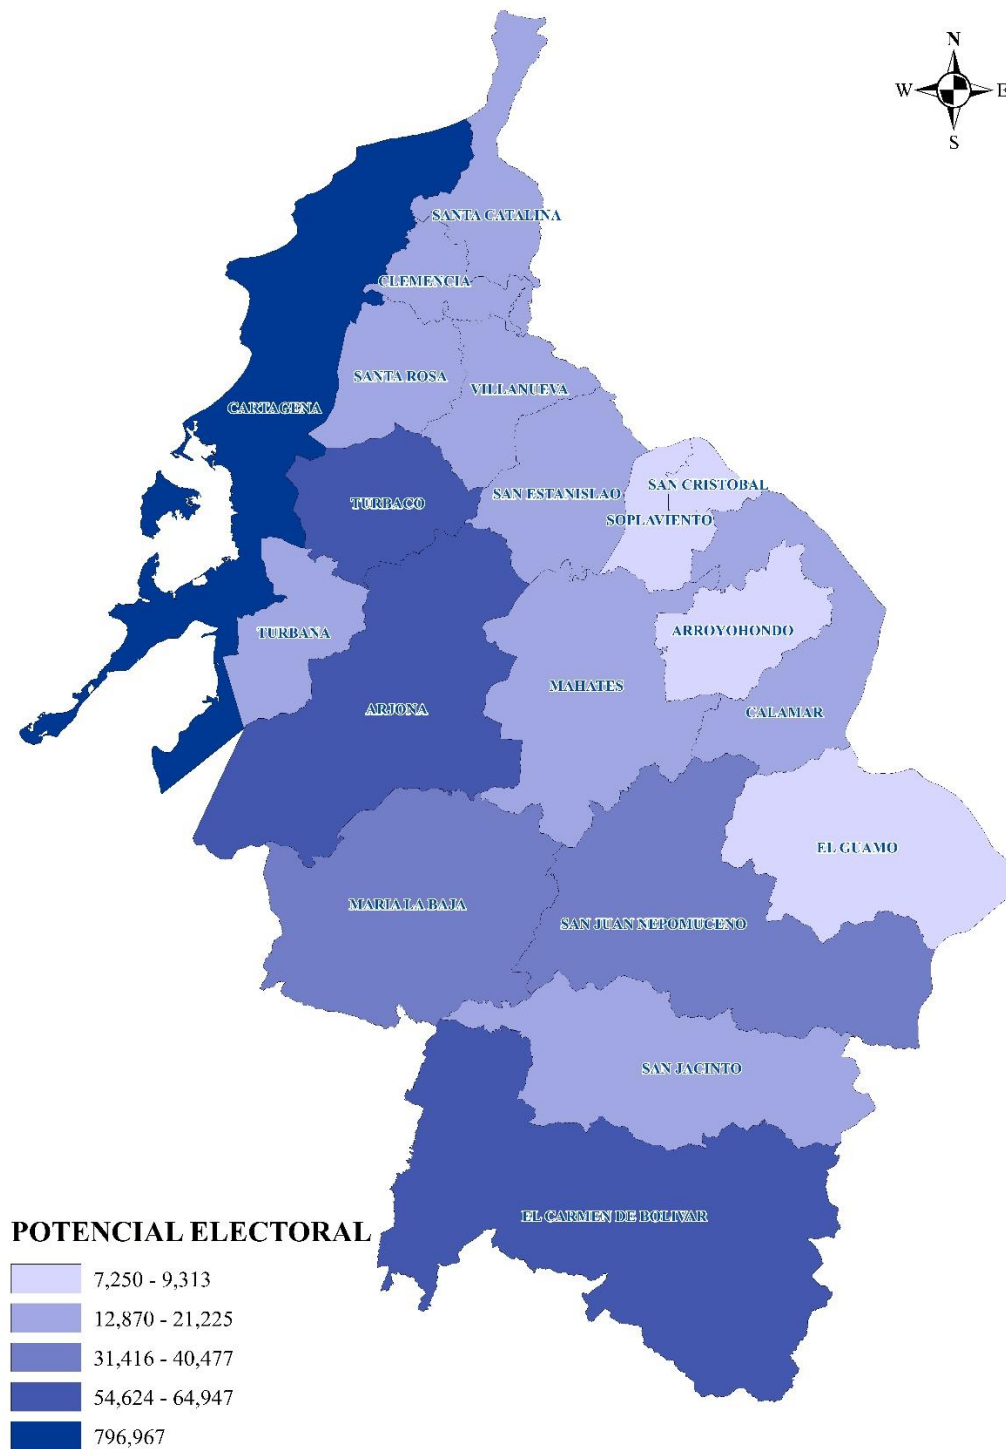 N
W E
S
SANTA CATALINA
CLEMENCIA
SANTA ROSA
VILLANUEVA
CARTAGENA
SAN CRISTOBAL
SAN ESTANISLAO
TURBACO
SOPLAVIENTO
TURBANA
ARROYOHONDO
MAHATES
ARJONA
CALAMAR
EL GUAMO
MARIA LA BAJA
SAN JUAN NEPOMUCENO
SAN JACINTO
EL CARMEN DE BOLIVAR
POTENCIAL ELECTORAL
7,250 - 9,313
12,870 - 21,225
31,416 - 40,477
54,624 - 64,947
796,967